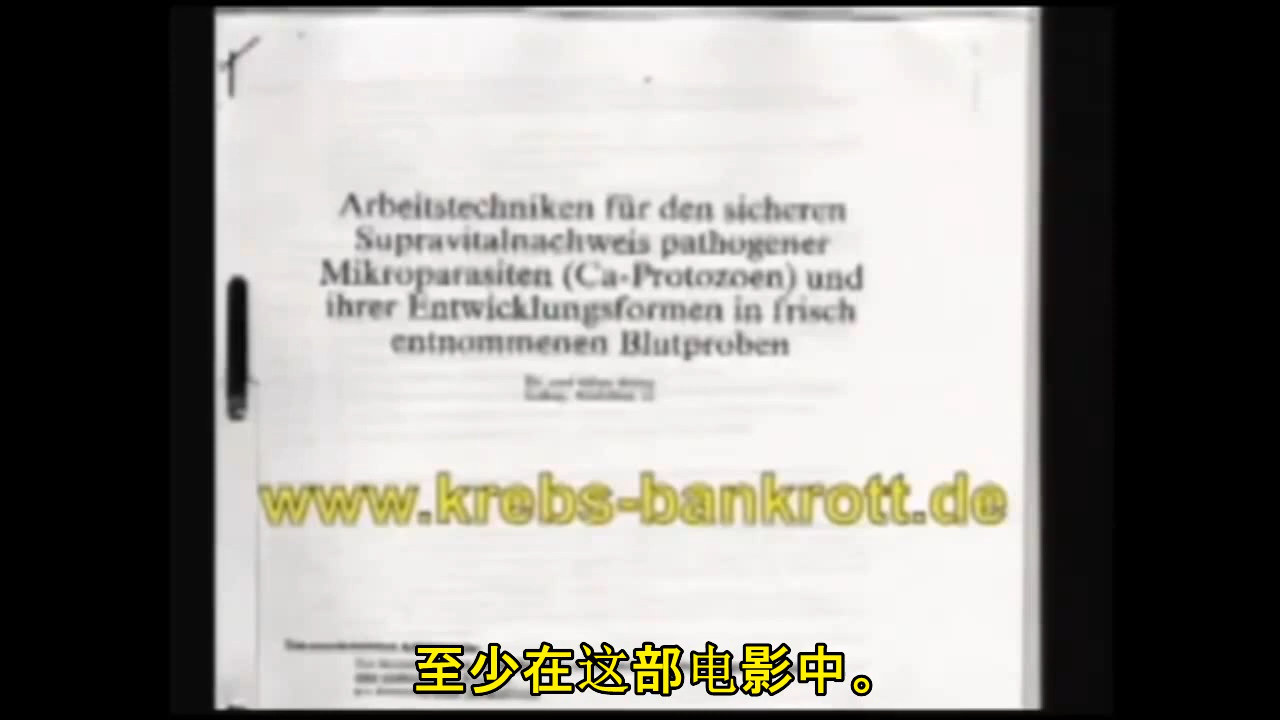 Arbeitstechniken für den sicheren
Supravitalnachweis pathogener
Mikroparasiten (Ca-Protozoen) und
ihrer Entwicklungsformen in frisch
entnommenen Blutproben
www.krebs-bankrott.de
至少在这部电影中。